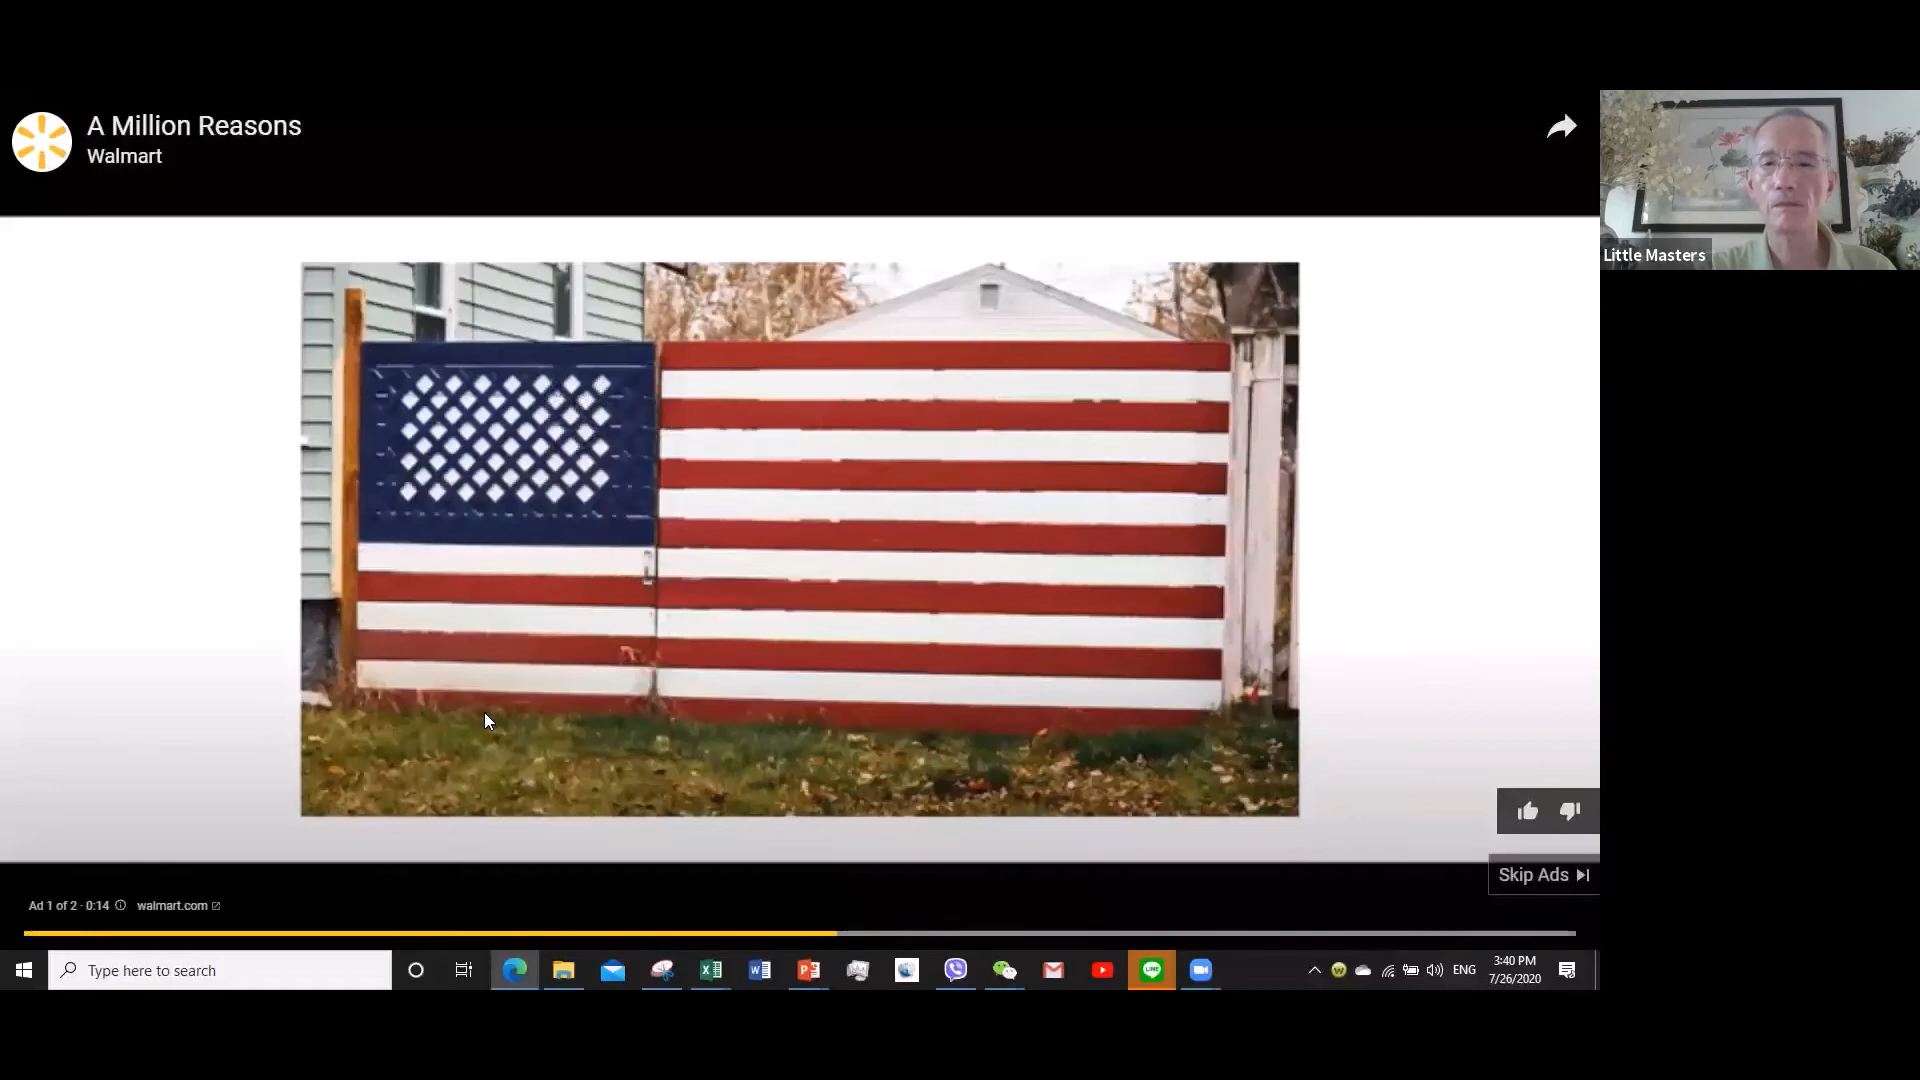 A Million Reasons
Walmart
Little Masters
Skip Ads
Ad 1 of 2 · 0:14
walmart.com
Type here to search
ENG
3:40 PM
7/26/2020
LINE